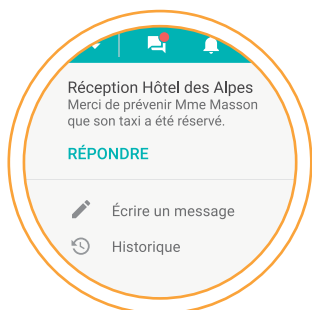 Réception Hôtel des Alpes
Merci de prévenir Mme Masson
que son taxi a été réservé.
RÉPONDRE
Écrire un message
Historique